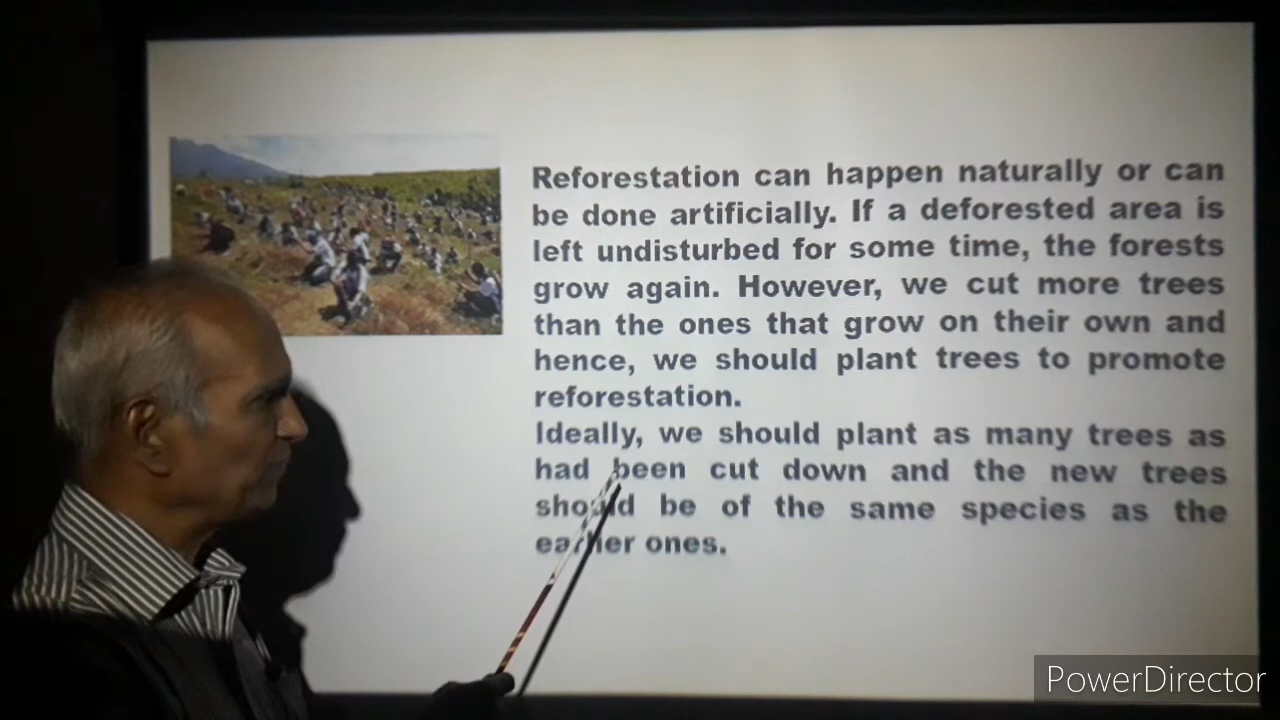 Reforestation can happen naturally or can
be done artificially. If a deforested area is
left undisturbed for some time, the forests
grow again. However, we cut more trees
than the ones that grow on their own and
hence, we should plant trees to promote
reforestation.
Ideally, we should plant as many trees as
had been cut down and the new trees
should be of the same species as the
earlier ones.
PowerDirector